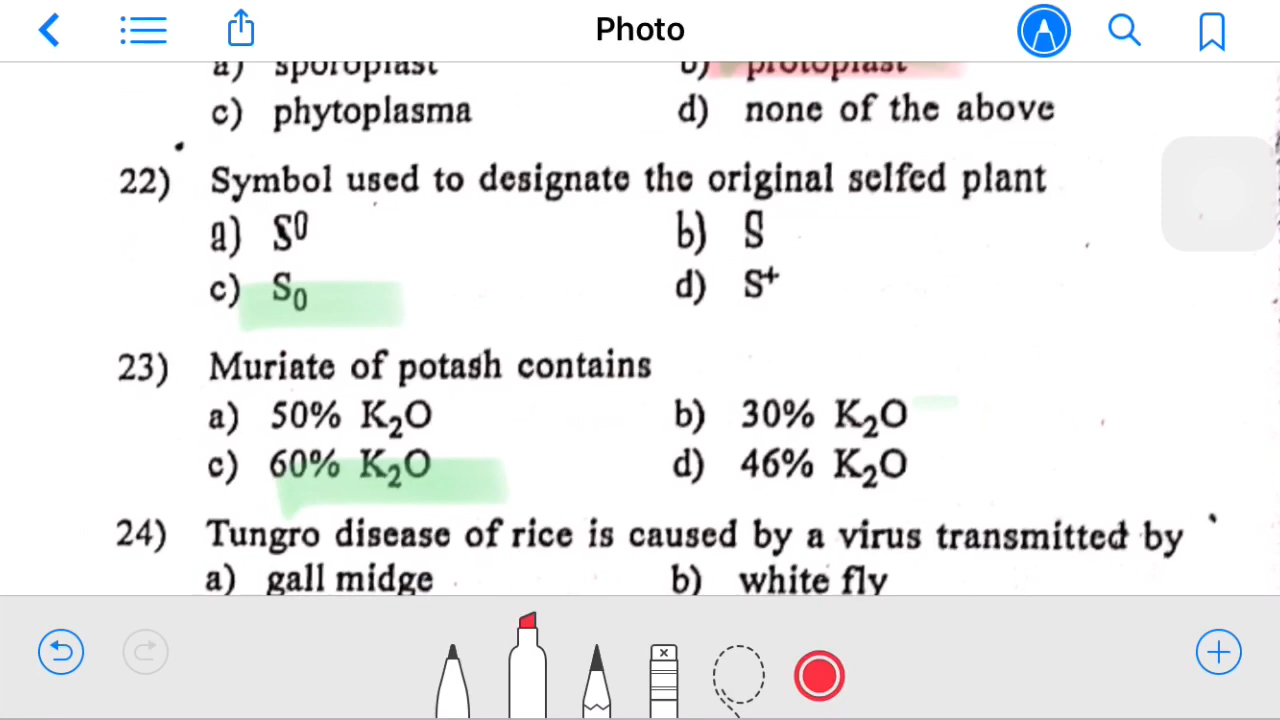 Photo
a) sporoplast b) protoplast
c) phytoplasma d) none of the above
22) Symbol used to designate the original selfed plant
a) S⁰ b) S
c) S₀ d) S⁺
23) Muriate of potash contains
a) 50% K₂O b) 30% K₂O
c) 60% K₂O d) 46% K₂O
24) Tungro disease of rice is caused by a virus transmitted by
a) gall midge b) white fly